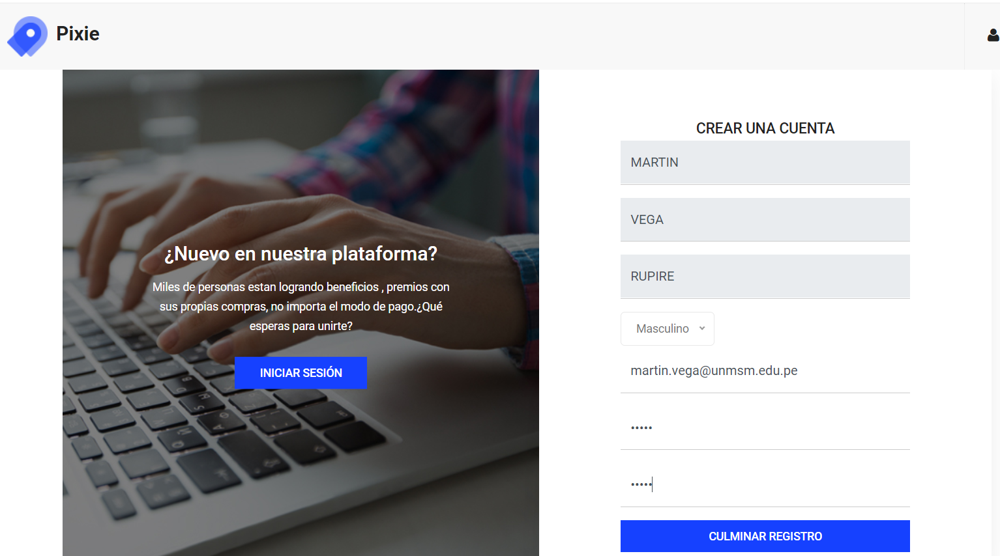 Pixie
¿Nuevo en nuestra plataforma?
Miles de personas estan logrando beneficios , premios con
sus propias compras, no importa el modo de pago.¿Qué
esperas para unirte?
INICIAR SESIÓN
CREAR UNA CUENTA
MARTIN
VEGA
RUPIRE
Masculino
martin.vega@unmsm.edu.pe
•••••
•••••
CULMINAR REGISTRO